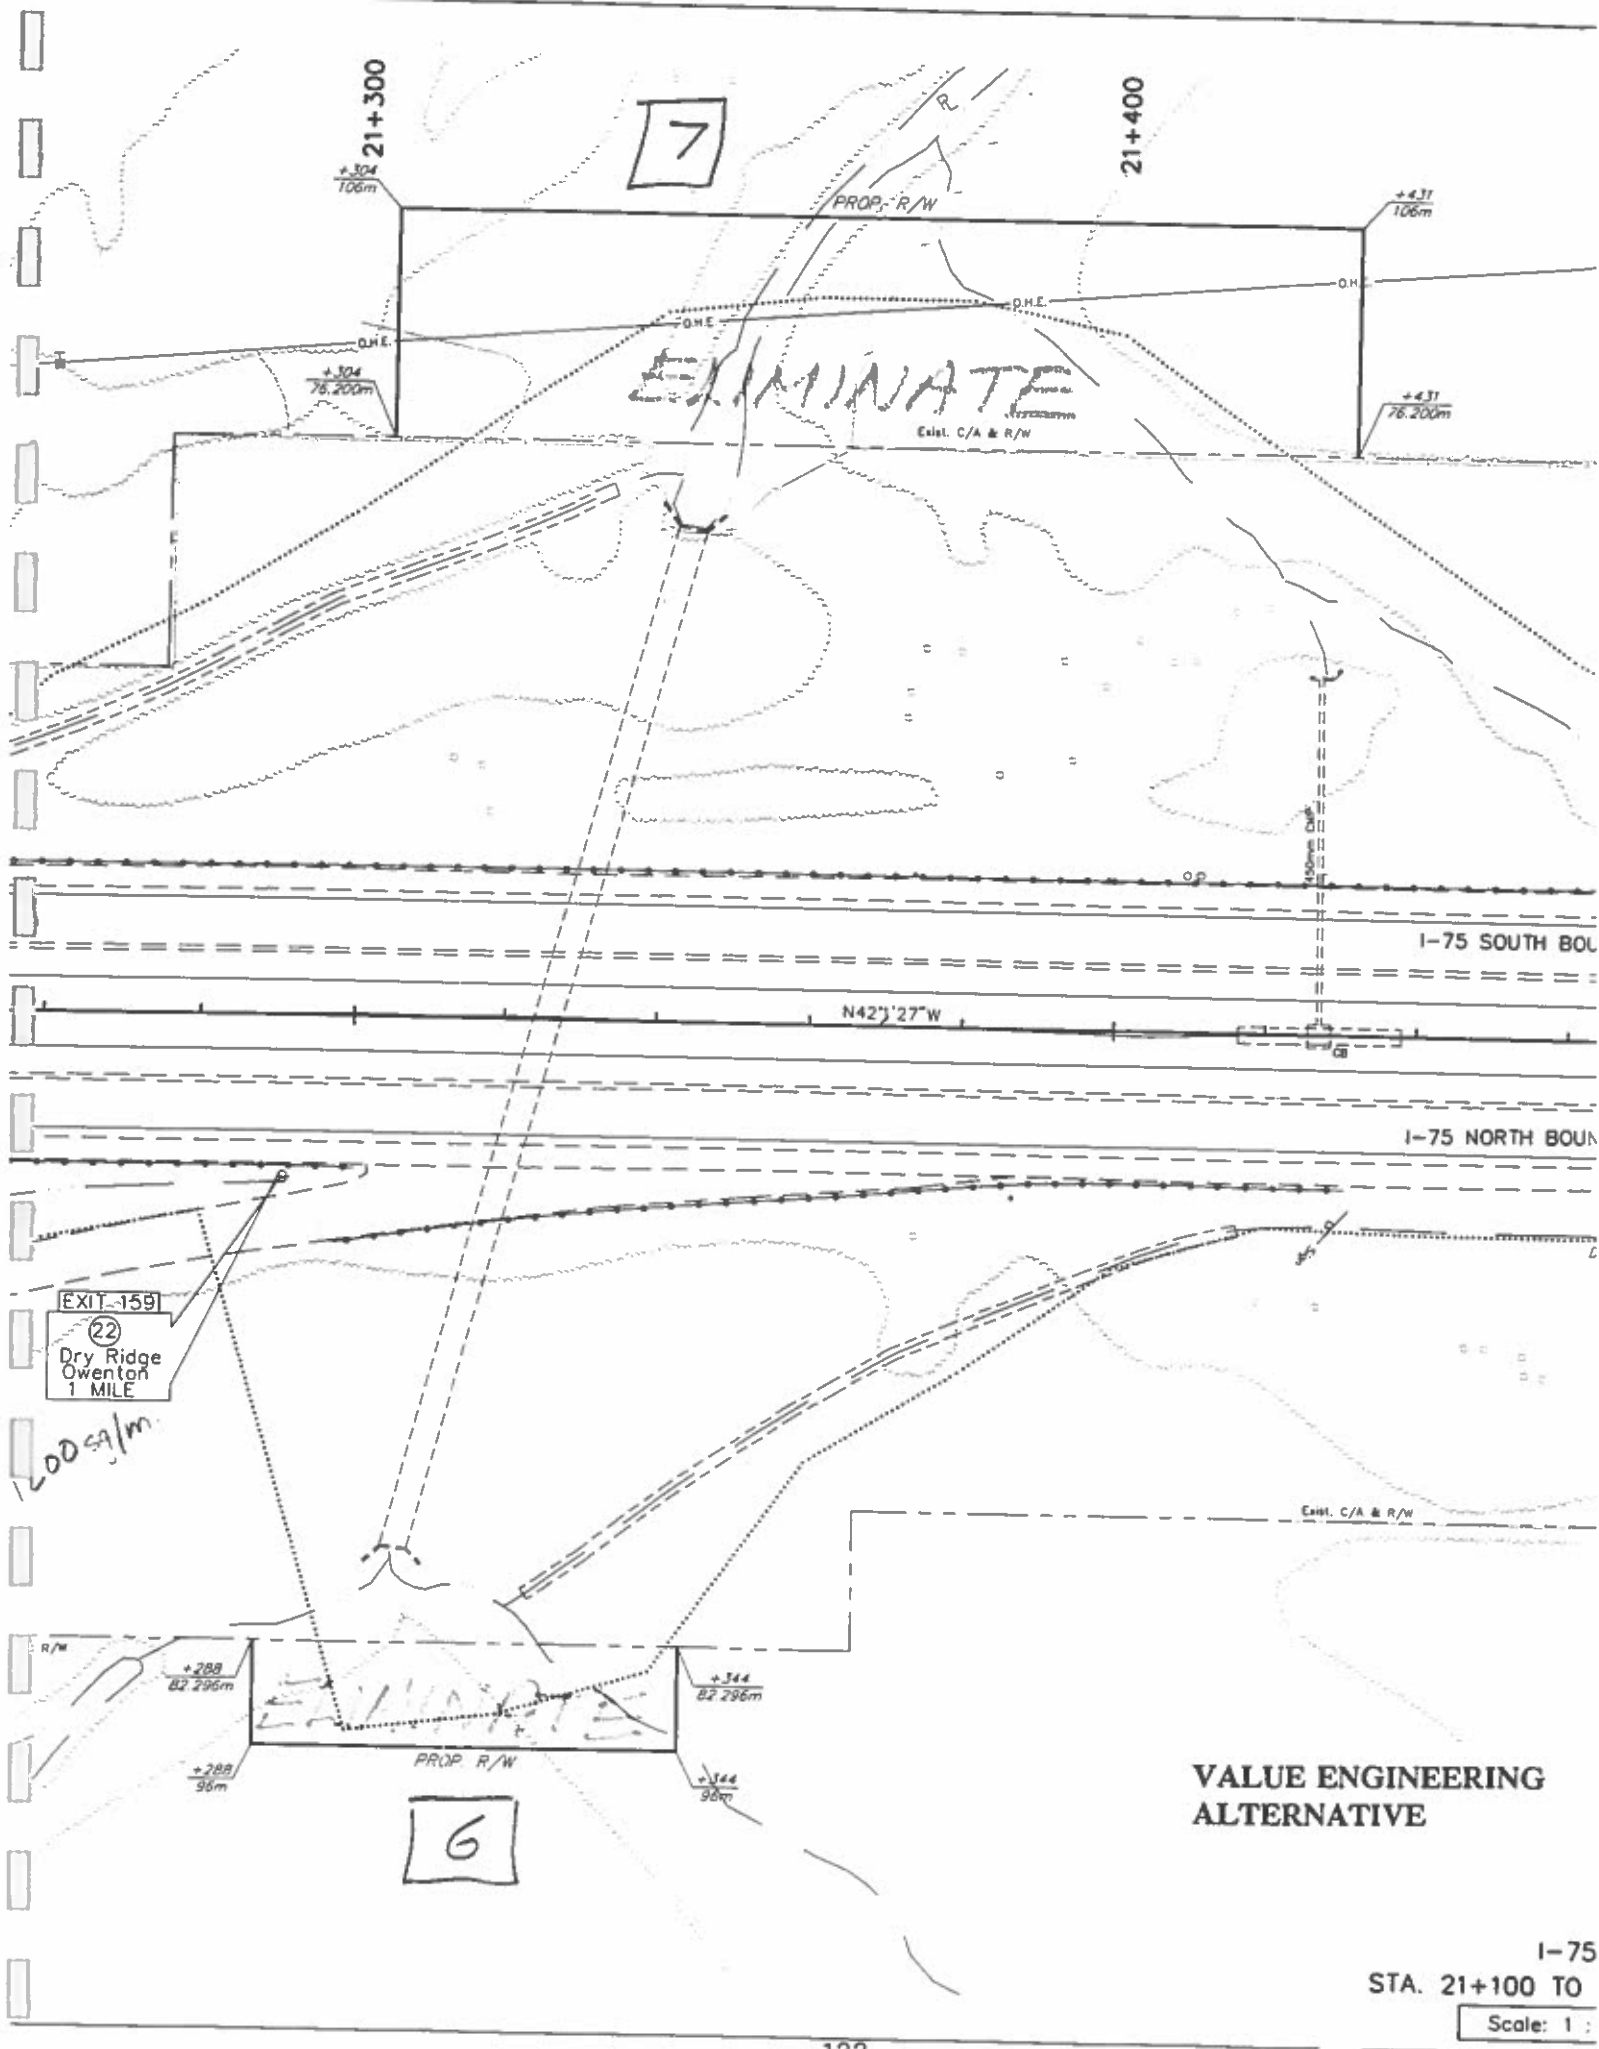 21+300
7
21+400
+304
106m
PROP. R/W
+431
106m
O.H.E.
O.H.E.
O.H.E.
O.H.
+304
76.200m
ELIMINATE
+431
76.200m
Exist. C/A & R/W
450mm CMP
I-75 SOUTH BOU
CB
I-75 NORTH BOUN
EXIT 159
22
Dry Ridge
Owenton
1 MILE
1200 sq/m.
Exist. C/A & R/W
R/W
+288
82.296m
+344
82.296m
ELIMINATE
PROP. R/W
+288
96m
+344
96m
6
VALUE ENGINEERING
ALTERNATIVE
I-75
STA. 21+100 TO
Scale: 1 :